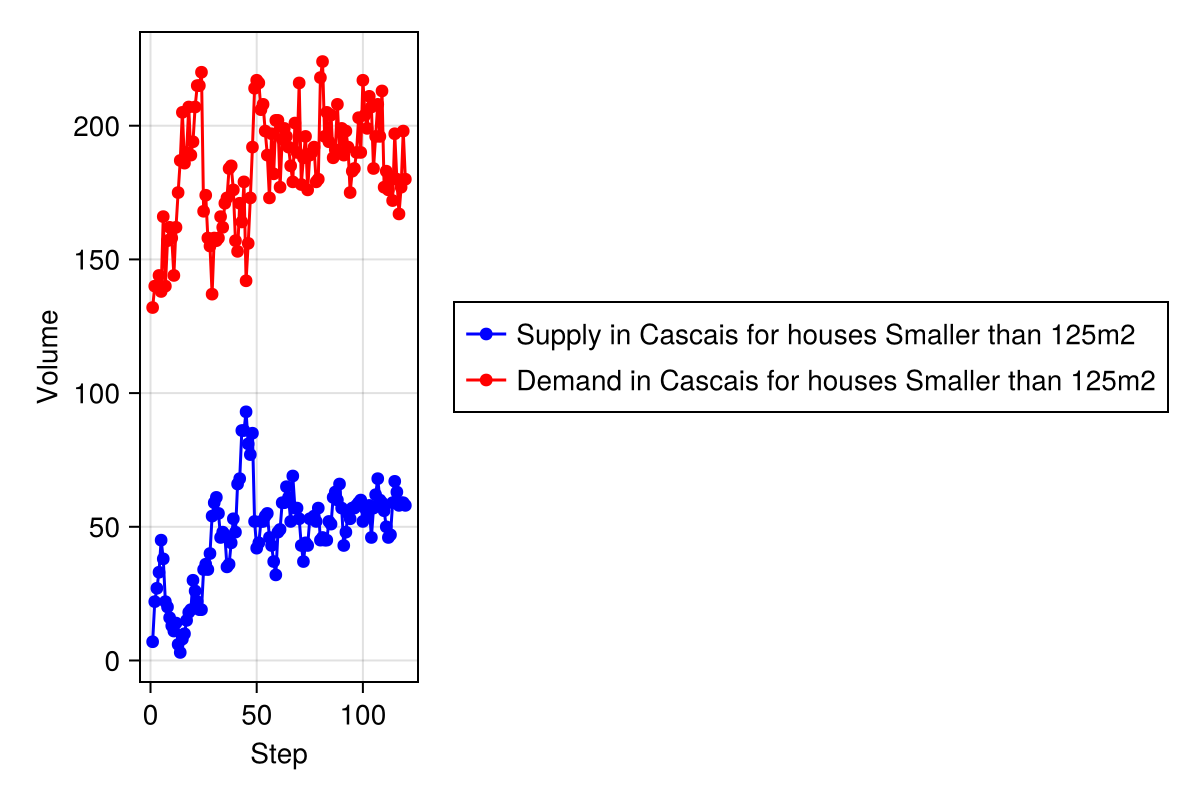 Volume
200
150
100
50
0
0 50 100
Step
Supply in Cascais for houses Smaller than 125m2
Demand in Cascais for houses Smaller than 125m2